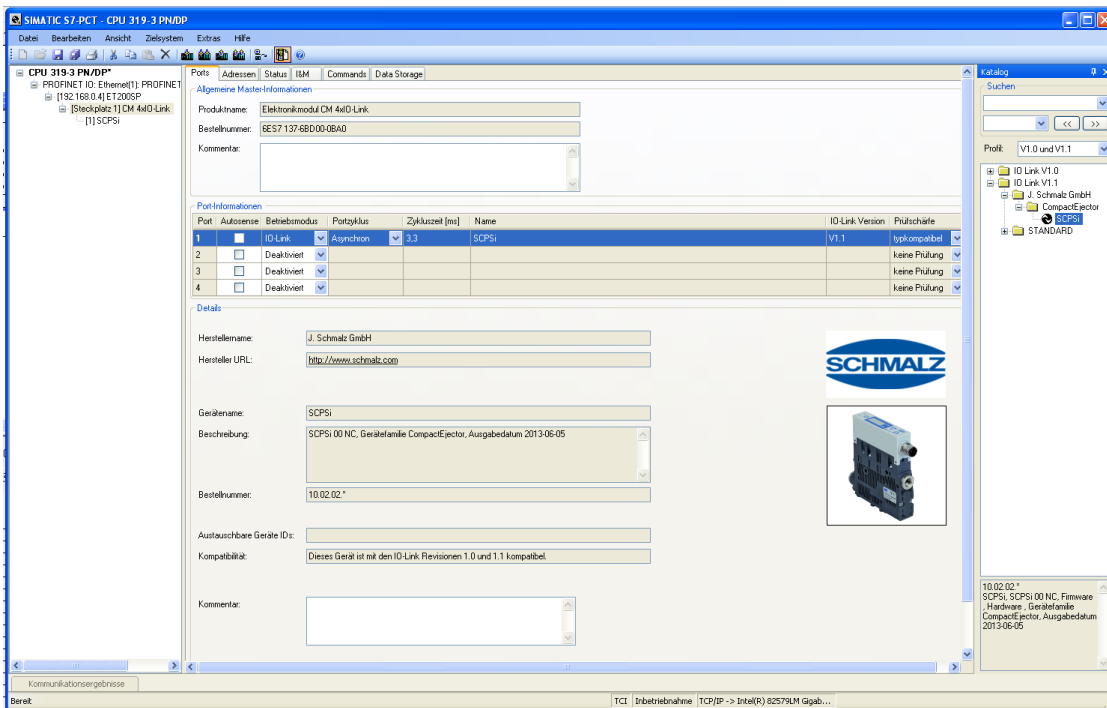 SIMATIC S7-PCT - CPU 319-3 PN/DP
Datei Bearbeiten Ansicht Zielsystem Extras Hilfe
CPU 319-3 PN/DP*
PROFINET IO: Ethernet(1): PROFINET
[192.168.0.4] ET200SP
[Steckplatz 1] CM 4xIO-Link
[1] SCPSi
Ports Adressen Status I&M Commands Data Storage
Allgemeine Master-Informationen
Produktname: Elektronikmodul CM 4xIO-Link
Bestellnummer: 6ES7 137-6BD00-0BA0
Kommentar:
Port-Informationen
Port Autosense Betriebsmodus Portzyklus Zykluszeit [ms] Name IO-Link Version Prüfschärfe
1 IO-Link Asynchron 3,3 SCPSi V1.1 typkompatibel
2 Deaktiviert keine Prüfung
3 Deaktiviert keine Prüfung
4 Deaktiviert keine Prüfung
Details
Herstellername: J. Schmalz GmbH
Hersteller URL: http://www.schmalz.com
SCHMALZ
Gerätename: SCPSi
Beschreibung: SCPSi 00 NC, Gerätefamilie CompactEjector, Ausgabedatum 2013-06-05
Bestellnummer: 10.02.02.*
Austauschbare Geräte IDs:
Kompatibilität: Dieses Gerät ist mit den IO-Link Revisionen 1.0 und 1.1 kompatibel.
Kommentar:
Katalog
Suchen
<< >>
Profil: V1.0 und V1.1
IO Link V1.0
IO Link V1.1
J. Schmalz GmbH
CompactEjector
SCPSi
STANDARD
10.02.02.*
SCPSi, SCPSi 00 NC, Firmware
, Hardware , Gerätefamilie
CompactEjector, Ausgabedatum
2013-06-05
Kommunikationsergebnisse
Bereit TCI Inbetriebnahme TCP/IP -> Intel(R) 82579LM Gigab...